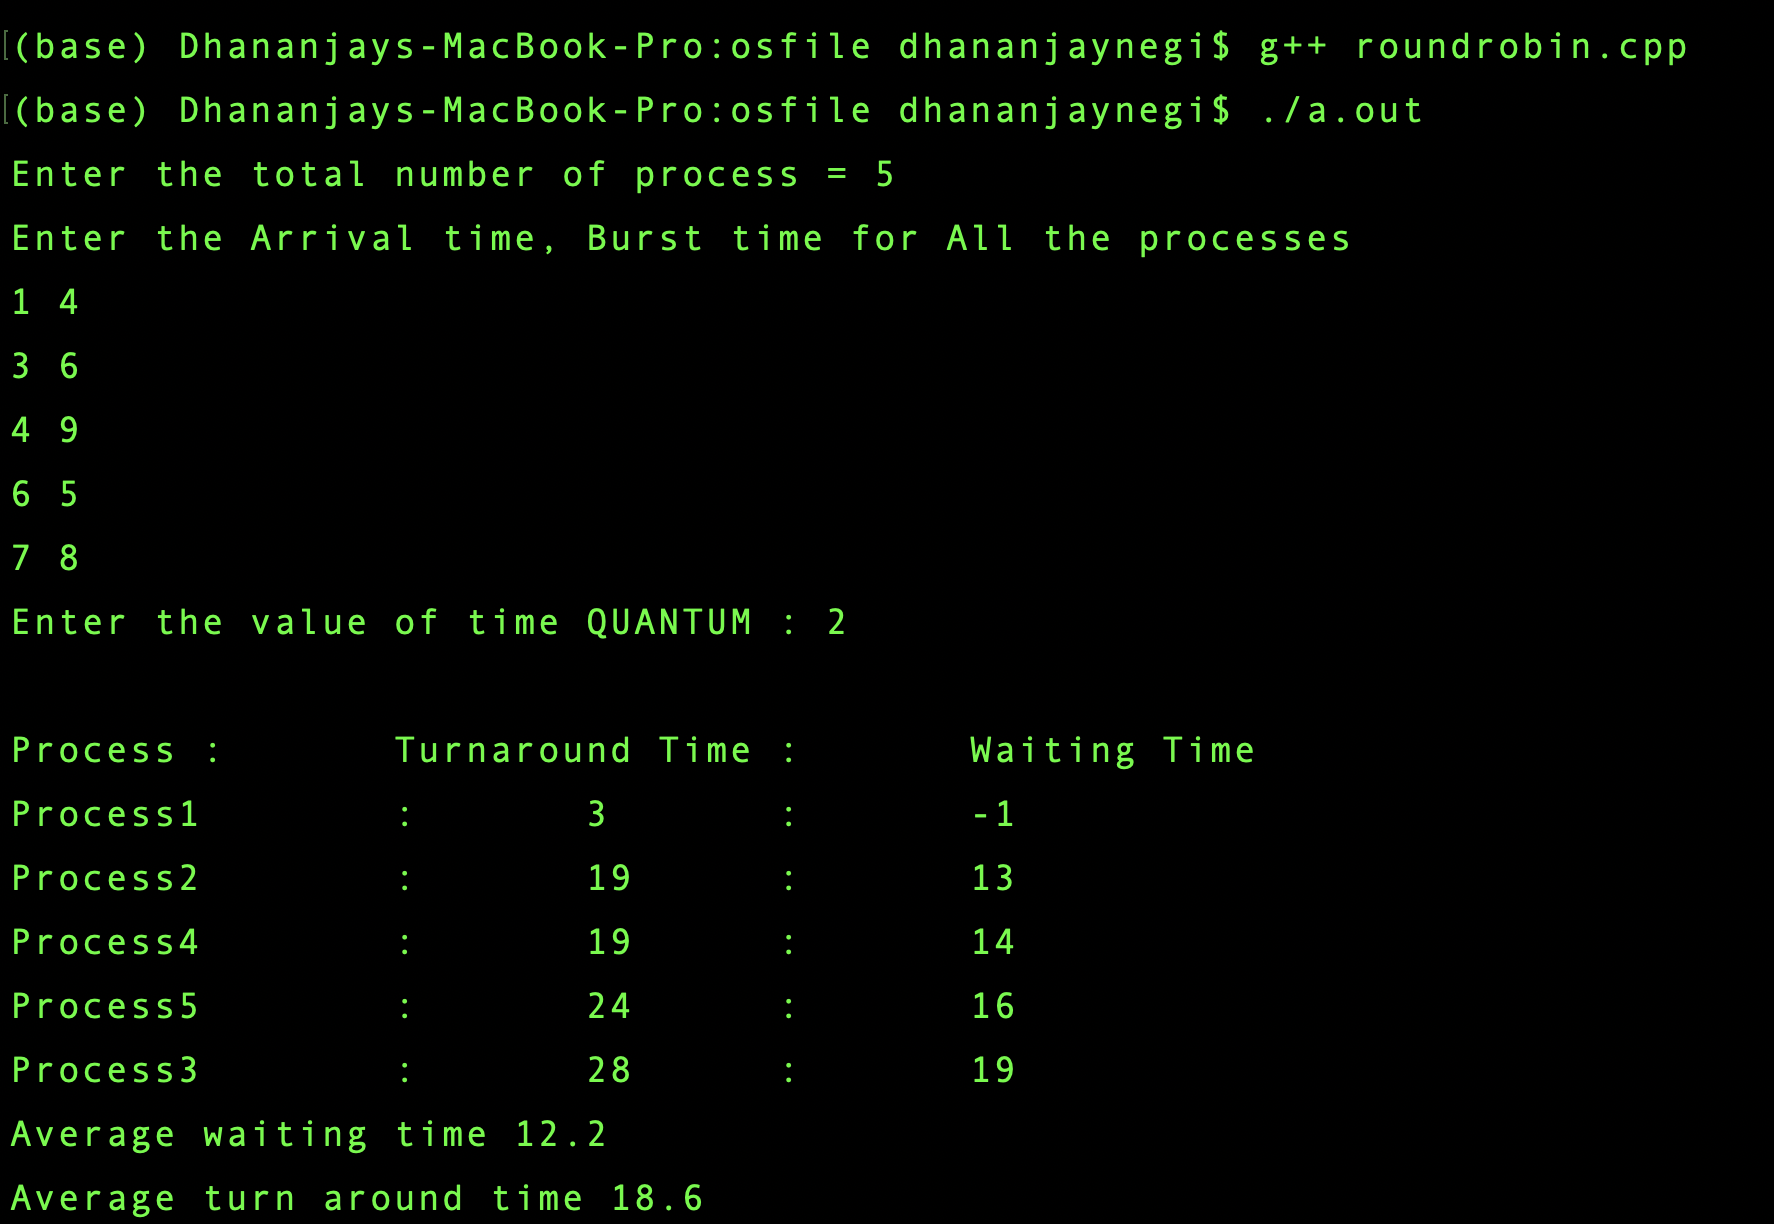 (base) Dhananjays-MacBook-Pro:osfile dhananjaynegi$ g++ roundrobin.cpp
(base) Dhananjays-MacBook-Pro:osfile dhananjaynegi$ ./a.out
Enter the total number of process = 5
Enter the Arrival time, Burst time for All the processes
1 4
3 6
4 9
6 5
7 8
Enter the value of time QUANTUM : 2
Process : Turnaround Time : Waiting Time
Process1 : 3 : -1
Process2 : 19 : 13
Process4 : 19 : 14
Process5 : 24 : 16
Process3 : 28 : 19
Average waiting time 12.2
Average turn around time 18.6